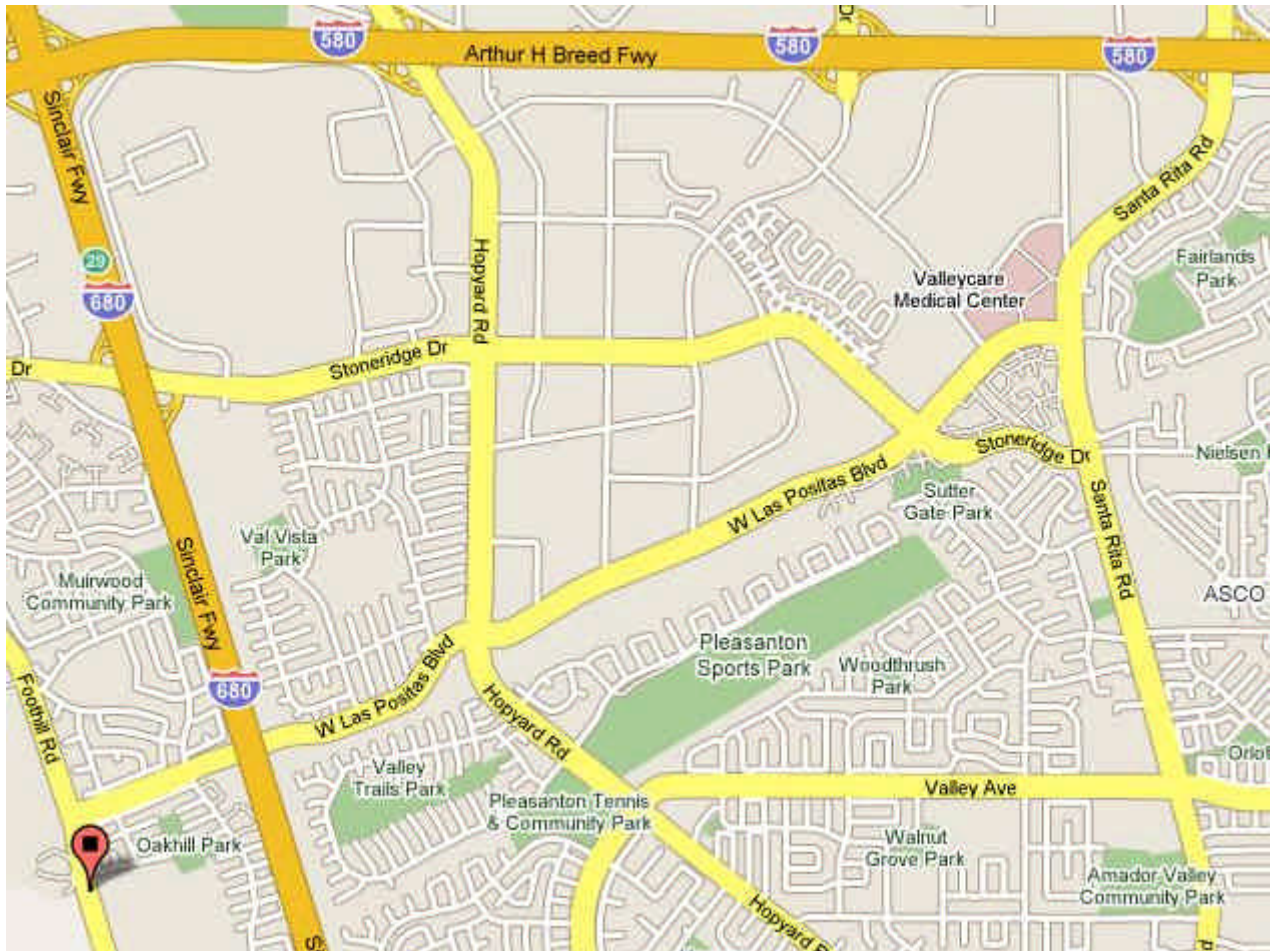 580
Arthur H Breed Fwy
580
Dr
580
Sinclair Fwy
Santa Rita Rd
29
680
Hopyard Rd
Valleycare
Medical Center
Fairlands
Park
Dr
Stoneridge Dr
Stoneridge Dr
Nielsen
W Las Positas Blvd
Sutter
Gate Park
Santa Rita Rd
Val Vista
Park
Sinclair Fwy
Muirwood
Community Park
ASCO
Pleasanton
Sports Park
Woodthrush
Park
680
Foothill Rd
W Las Positas Blvd
Hopyard Rd
Valley
Trails Park
Pleasanton Tennis
& Community Park
Valley Ave
Orlof
Oakhill Park
Walnut
Grove Park
Amador Valley
Community Park
Hopyard